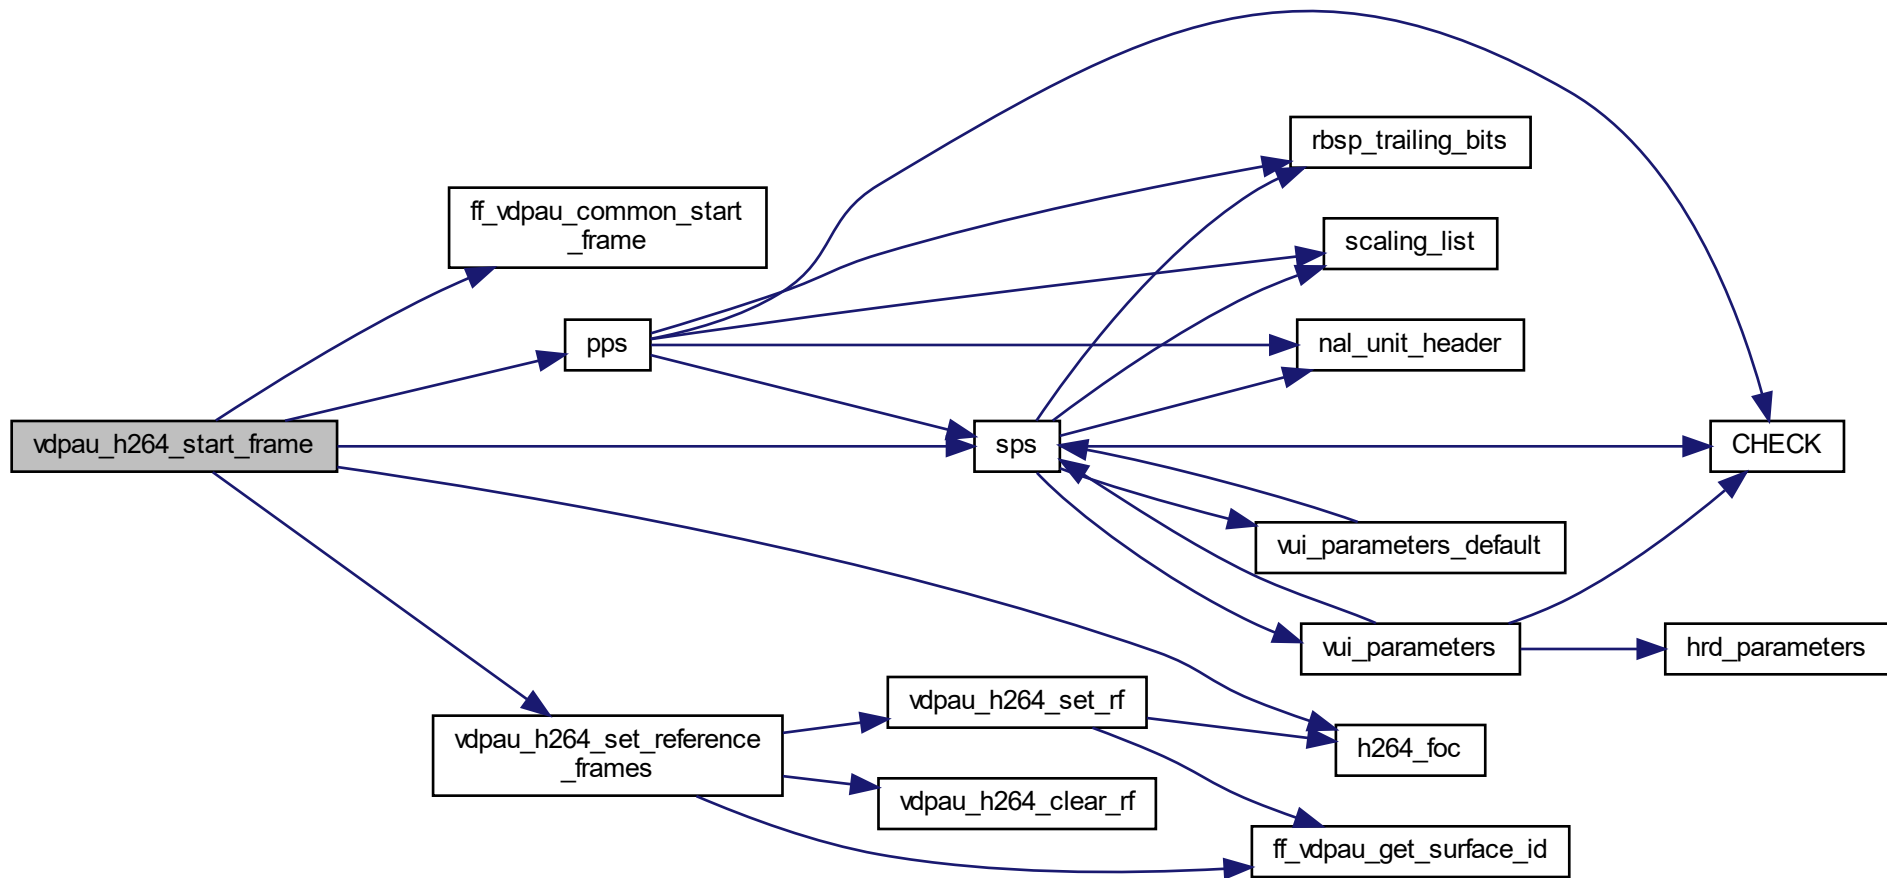 rbsp_trailing_bits
ff_vdpau_common_start
_frame
scaling_list
pps
nal_unit_header
vdpau_h264_start_frame
sps
CHECK
vui_parameters_default
vui_parameters
hrd_parameters
vdpau_h264_set_rf
vdpau_h264_set_reference
_frames
h264_foc
vdpau_h264_clear_rf
ff_vdpau_get_surface_id